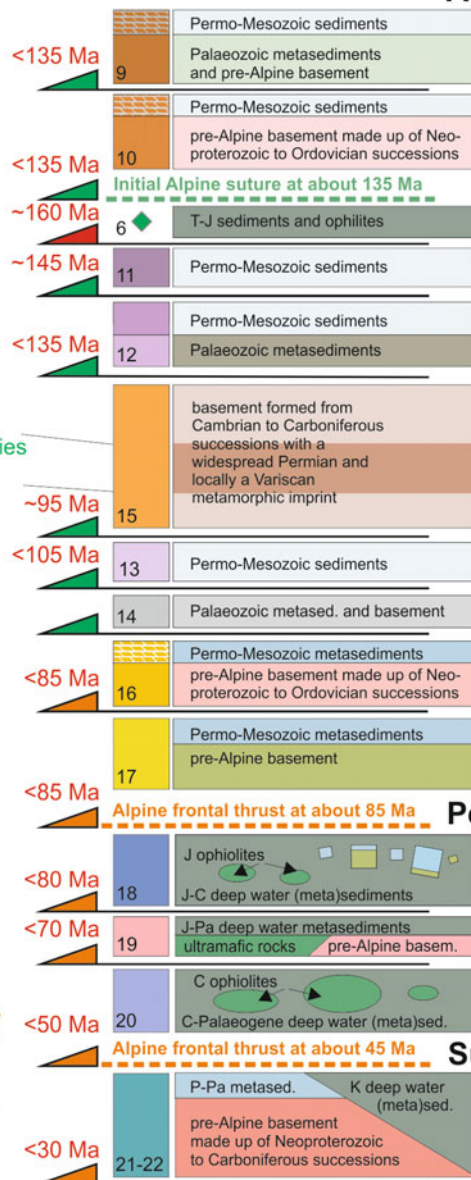 Permo-Mesozoic sediments
<135 Ma
9
Palaeozoic metasediments
and pre-Alpine basement
Permo-Mesozoic sediments
10
pre-Alpine basement made up of Neo-
proterozoic to Ordovician successions
<135 Ma
Initial Alpine suture at about 135 Ma
~160 Ma
6
T-J sediments and ophilites
~145 Ma
11
Permo-Mesozoic sediments
Permo-Mesozoic sediments
<135 Ma
12
Palaeozoic metasediments
basement formed from
Cambrian to Carboniferous
successions with a
widespread Permian and
locally a Variscan
metamorphic imprint
ies
~95 Ma
15
<105 Ma
13
Permo-Mesozoic sediments
14
Palaeozoic metased. and basement
Permo-Mesozoic metasediments
<85 Ma
16
pre-Alpine basement made up of Neo-
proterozoic to Ordovician successions
Permo-Mesozoic metasediments
pre-Alpine basement
17
<85 Ma
Alpine frontal thrust at about 85 Ma
Pe
J ophiolites
<80 Ma
18
J-C deep water (meta)sediments
<70 Ma
19
J-Pa deep water metasediments
ultramafic rocks
pre-Alpine basem.
C ophiolites
20
C-Palaeogene deep water (meta)sed.
<50 Ma
Alpine frontal thrust at about 45 Ma
P-Pa metased.
K deep water
(meta)sed.
pre-Alpine basement
made up of Neoproterozoic
to Carboniferous successions
<30 Ma
21-22